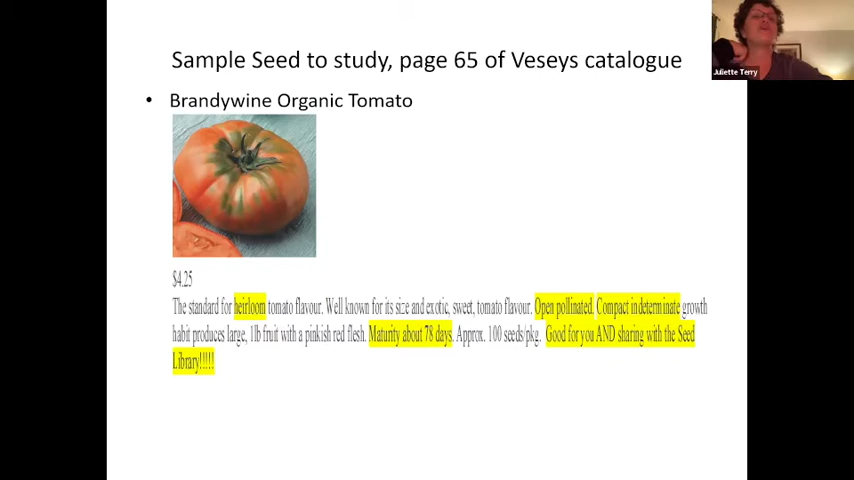 Sample Seed to study, page 65 of Veseys catalogue
Juliette Terry
• Brandywine Organic Tomato
$4.25
The standard for heirloom tomato flavour. Well known for its size and exotic, sweet, tomato flavour. Open pollinated. Compact indeterminate growth
habit produces large, 1lb fruit with a pinkish red flesh. Maturity about 78 days. Approx. 100 seeds/pkg. Good for you AND sharing with the Seed
Library!!!!!